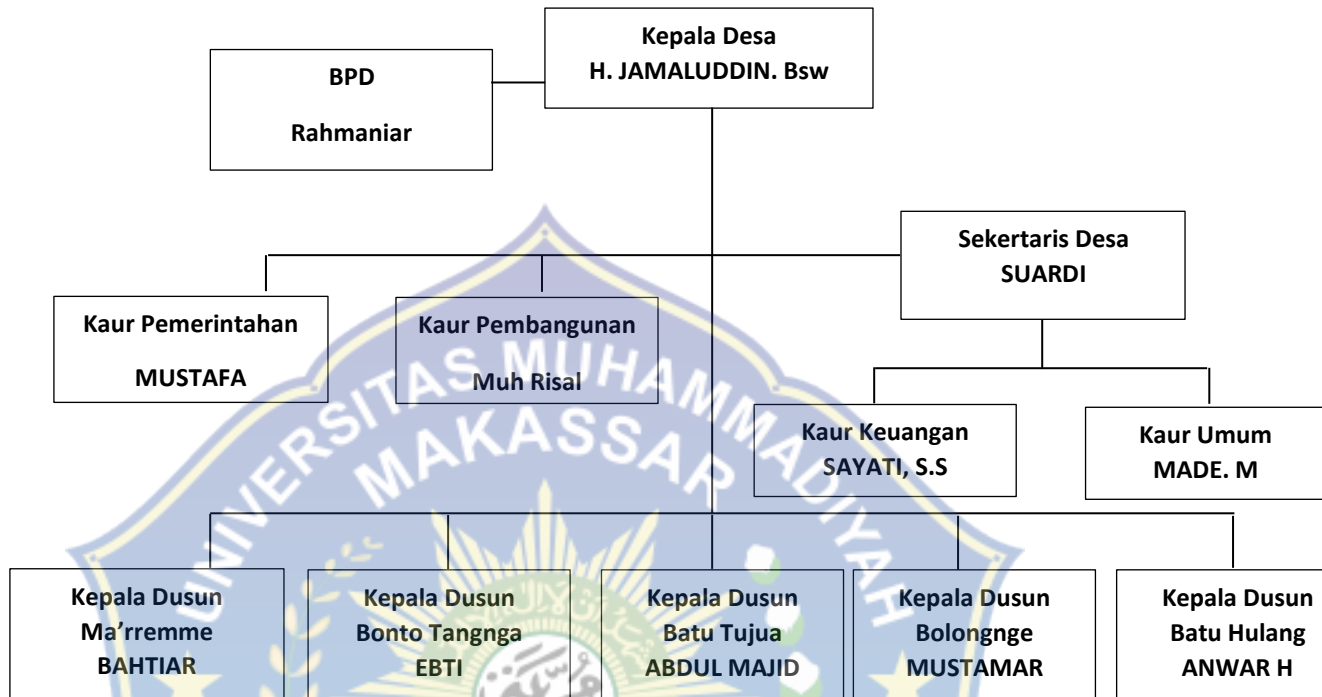 Kepala Desa
H. JAMALUDDIN. Bsw
BPD
Rahmaniar
Sekertaris Desa
SUARDI
Kaur Pemerintahan
MUSTAFA
Kaur Pembangunan
Muh Risal
Kaur Keuangan
SAYATI, S.S
Kaur Umum
MADE. M
Kepala Dusun
Ma'rremme
BAHTIAR
Kepala Dusun
Bonto Tangnga
EBTI
Kepala Dusun
Batu Tujua
ABDUL MAJID
Kepala Dusun
Bolongnge
MUSTAMAR
Kepala Dusun
Batu Hulang
ANWAR H
UNIVERSITAS MUHAMMADIYAH
MAKASSAR